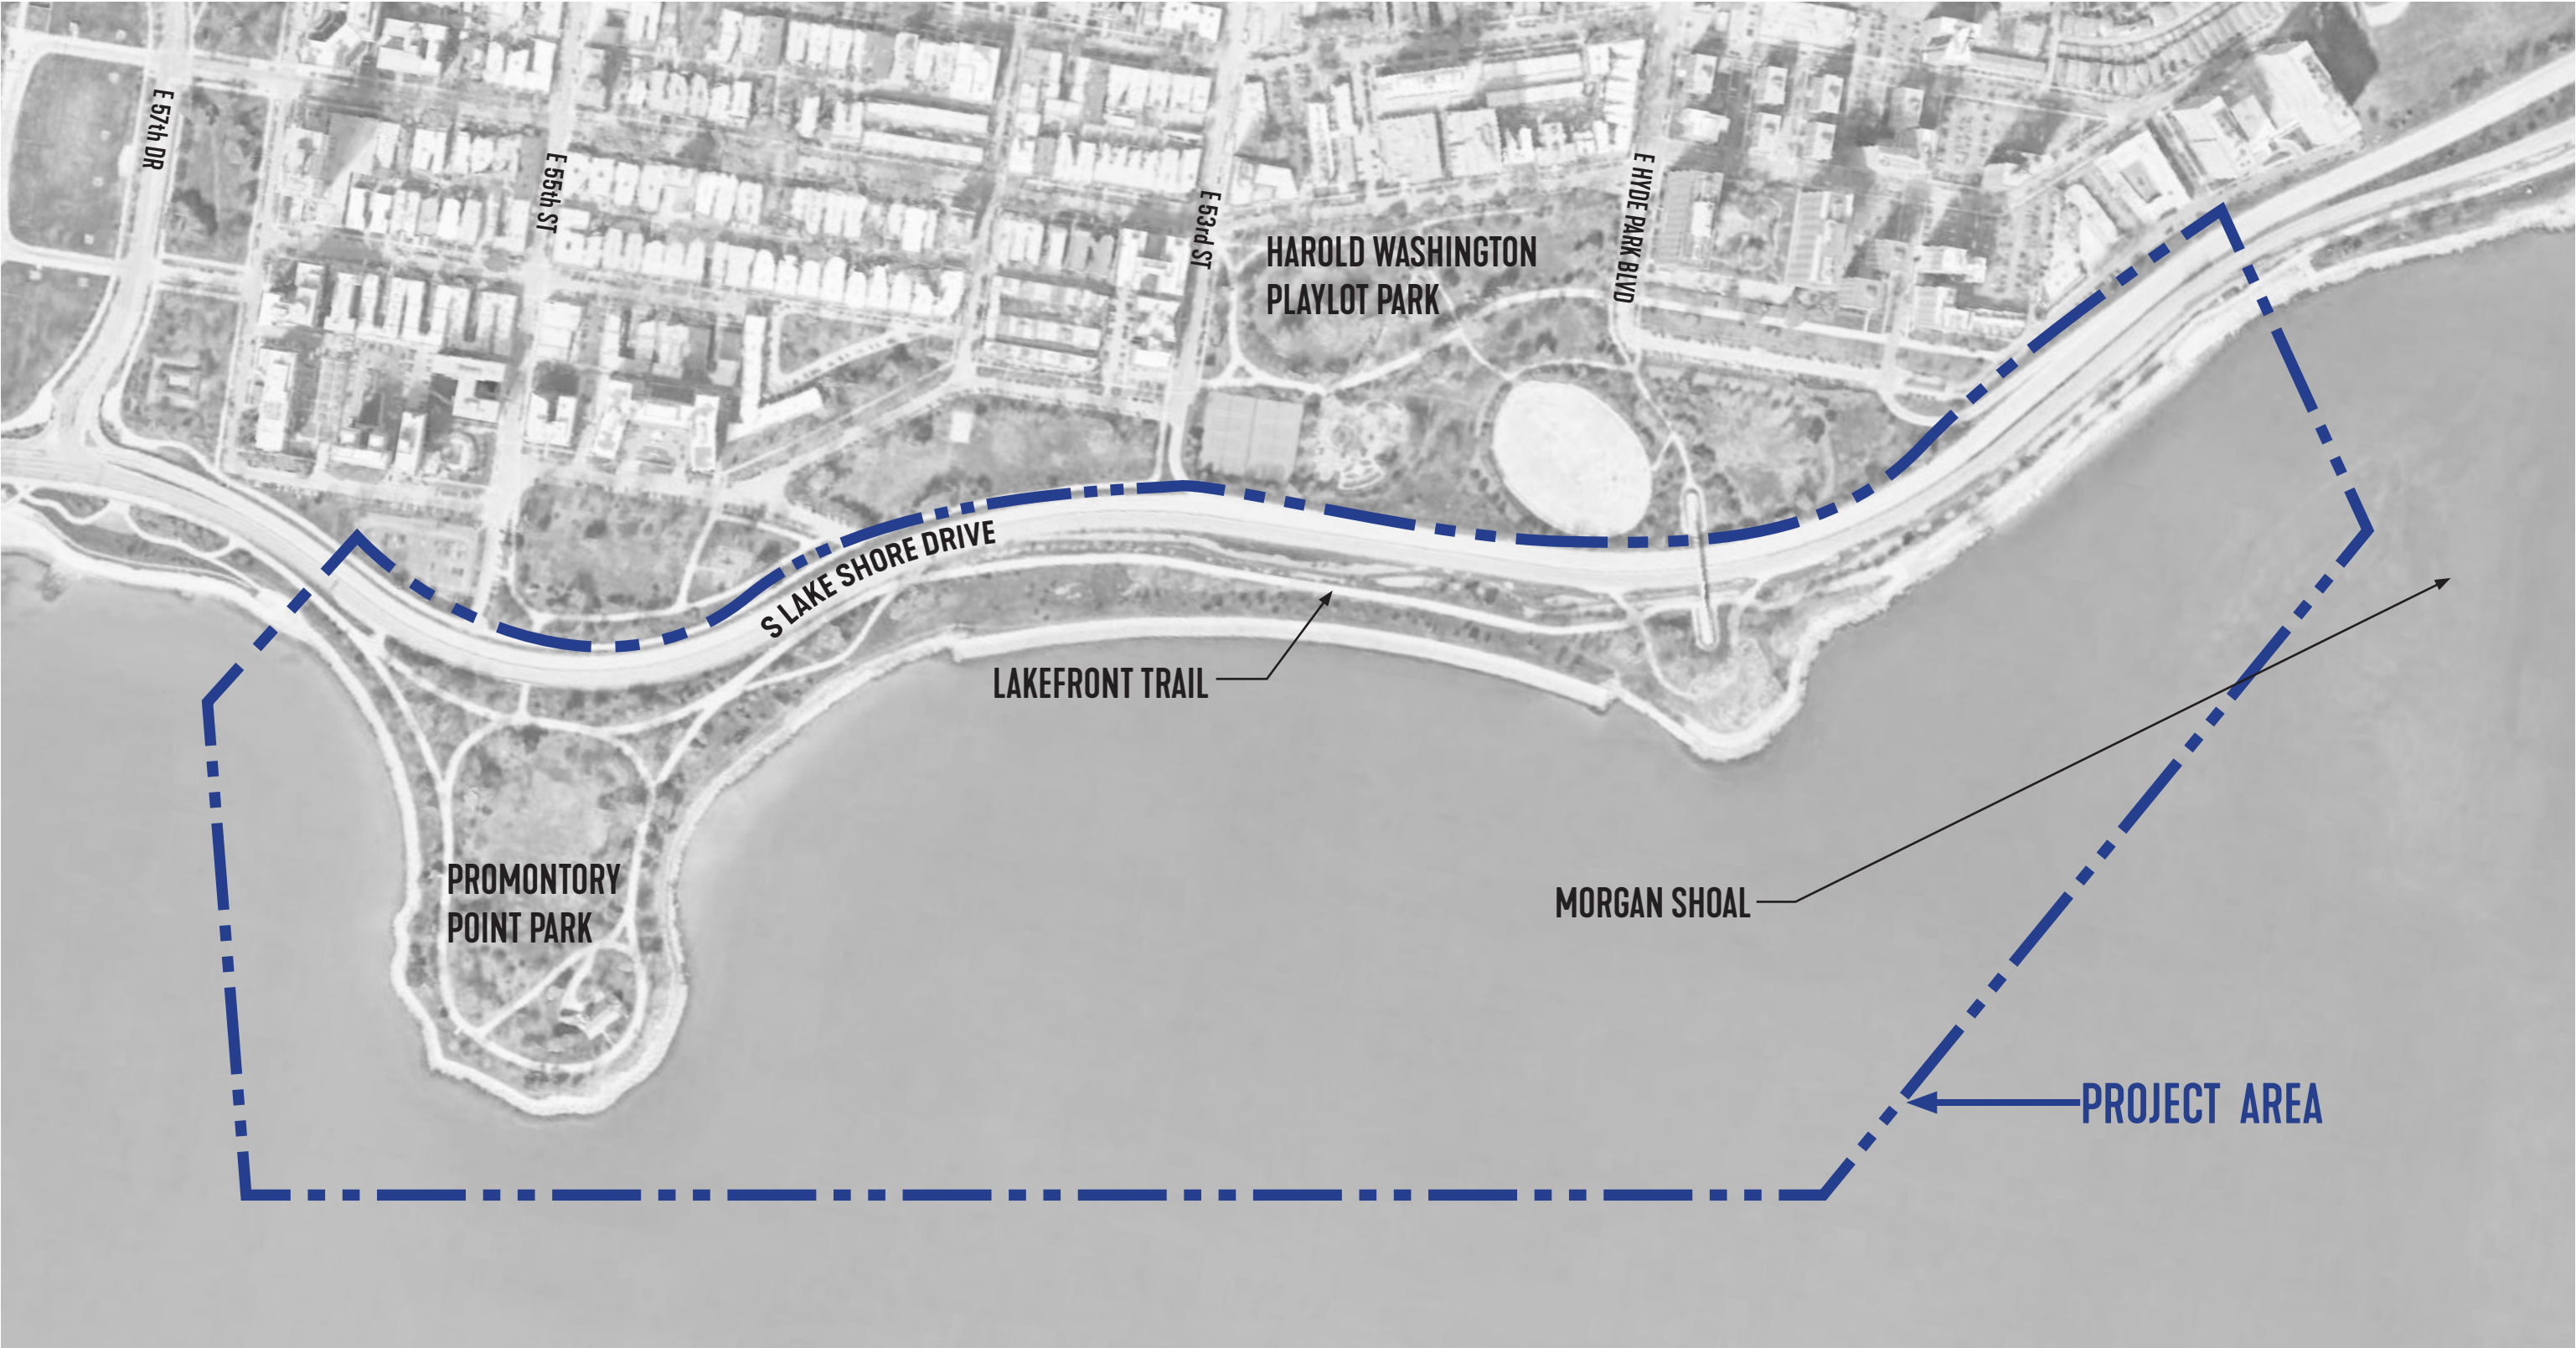 E 57th DR
E 55th ST
E 53rd ST
E HYDE PARK BLVD
HAROLD WASHINGTON
PLAYLOT PARK
S LAKE SHORE DRIVE
LAKEFRONT TRAIL
PROMONTORY
POINT PARK
MORGAN SHOAL
PROJECT AREA